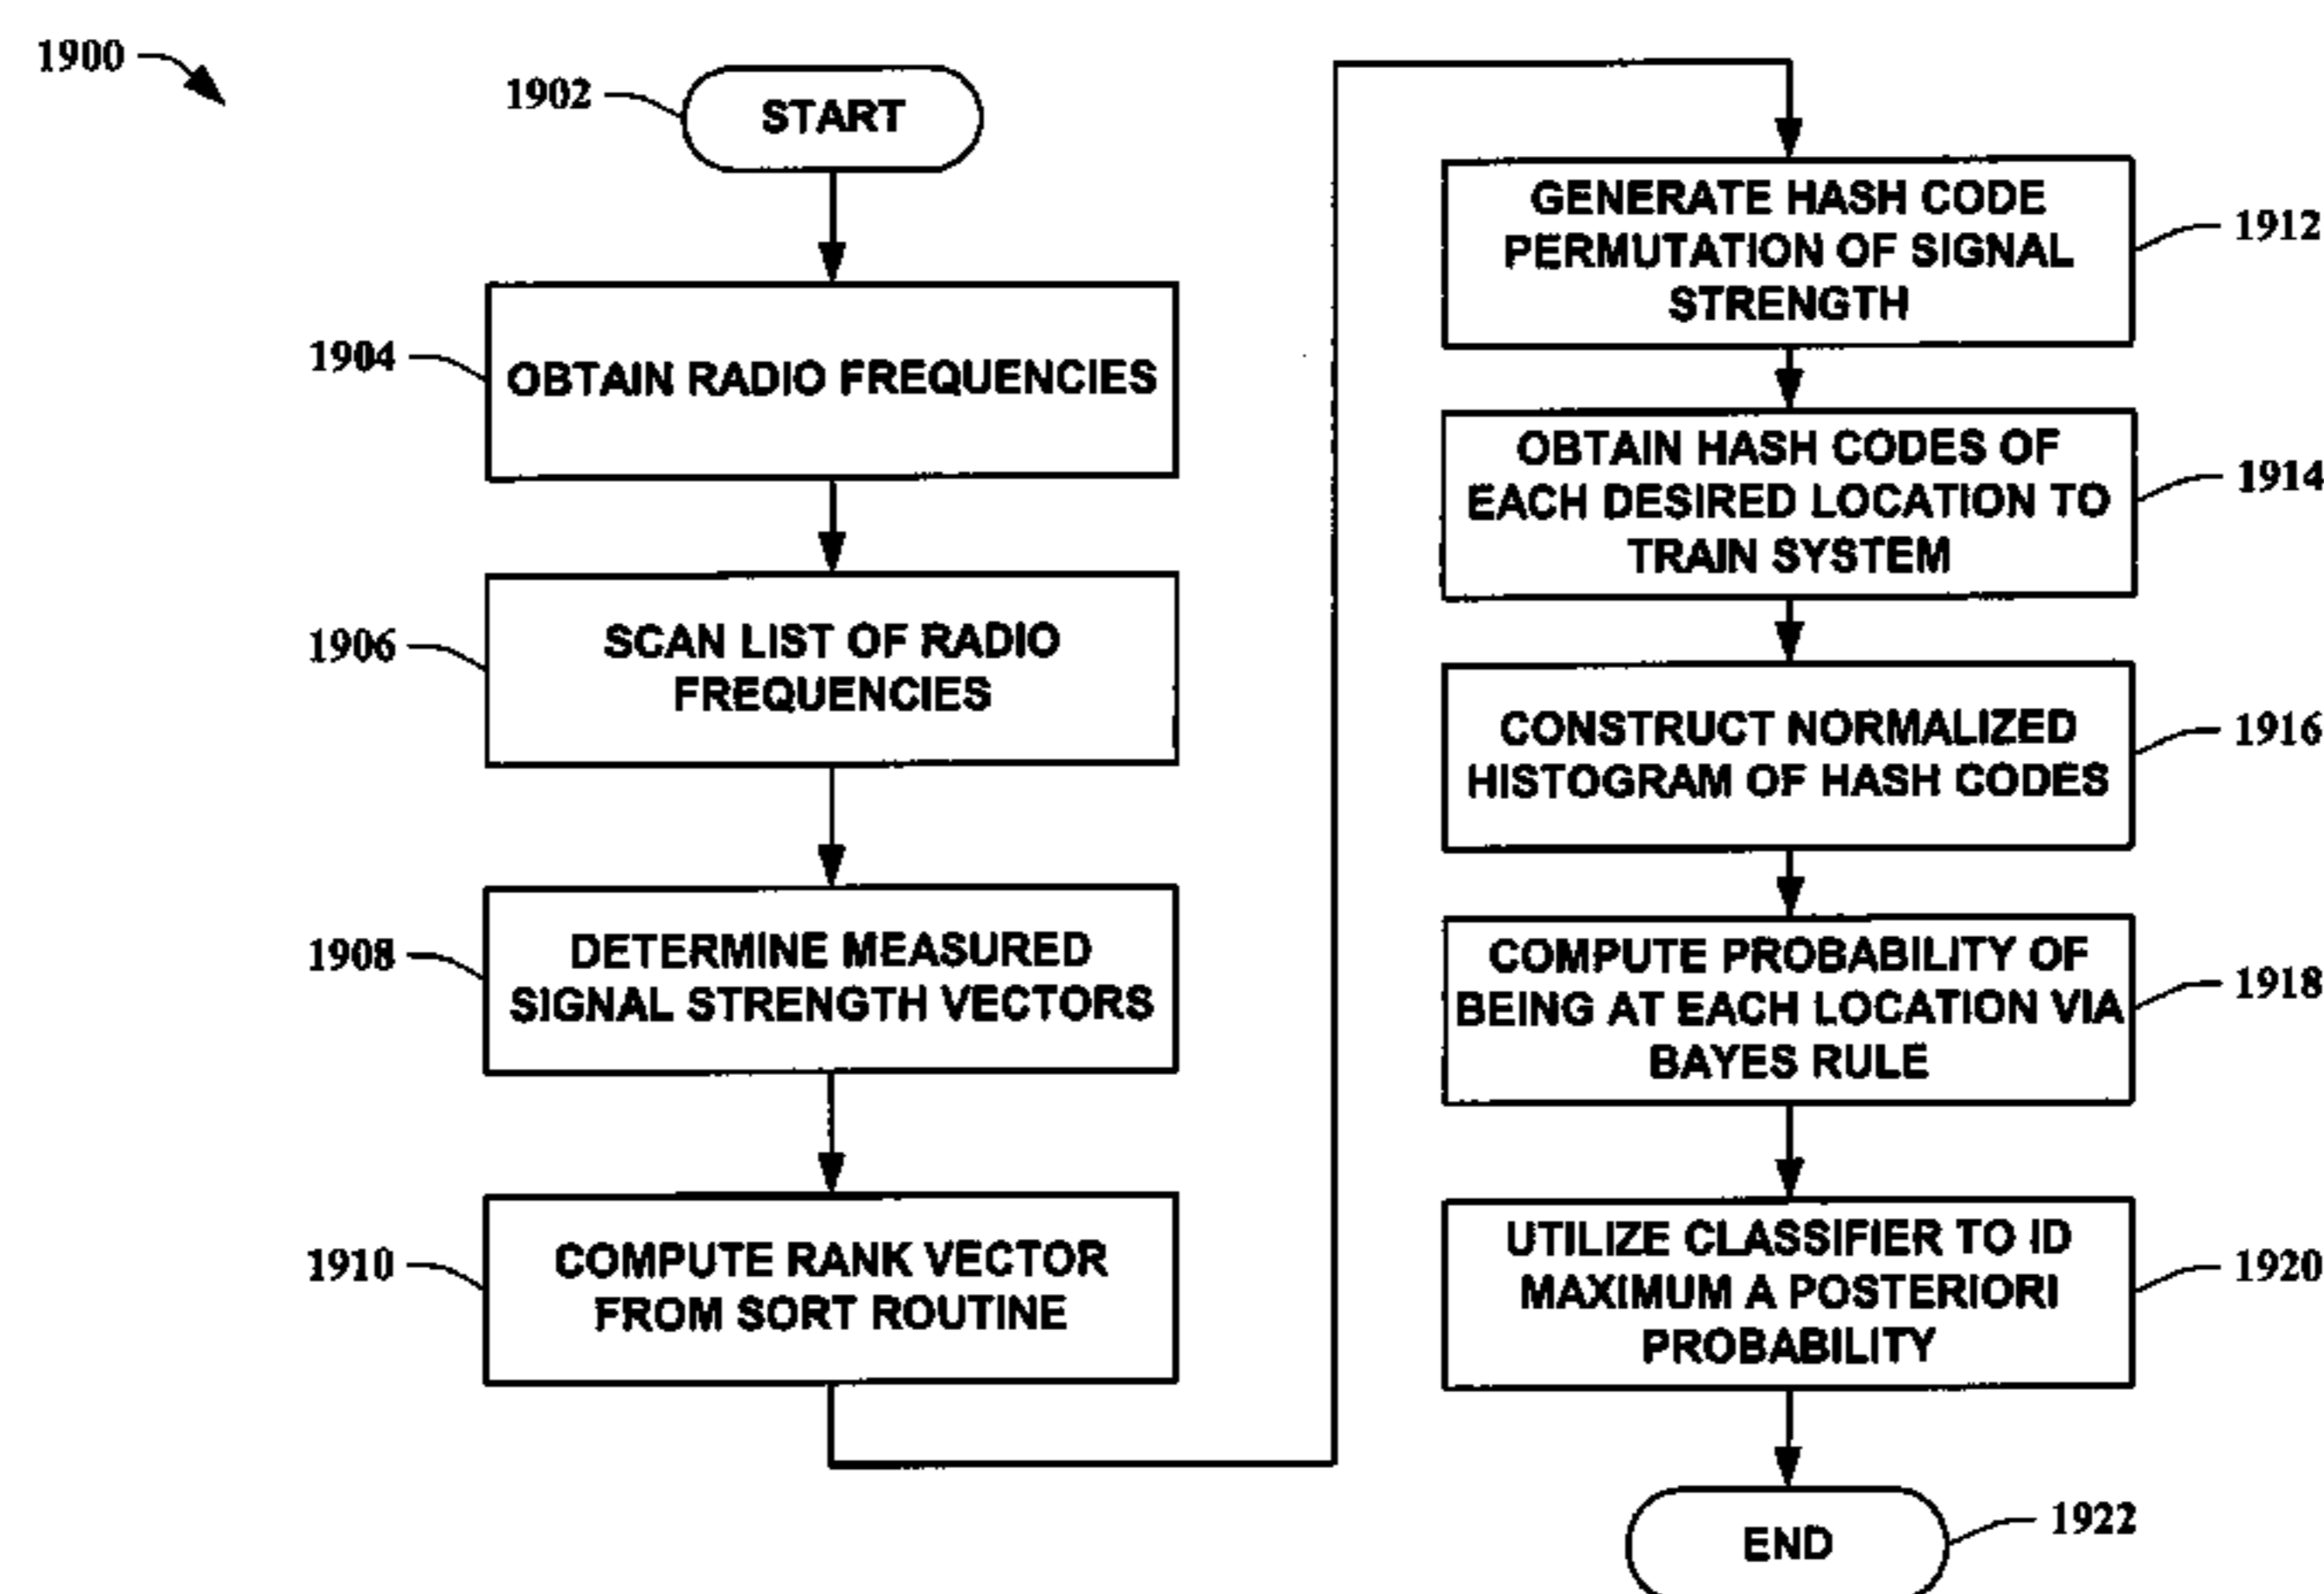 1900
1902
START
1904
OBTAIN RADIO FREQUENCIES
1906
SCAN LIST OF RADIO
FREQUENCIES
1908
DETERMINE MEASURED
SIGNAL STRENGTH VECTORS
1910
COMPUTE RANK VECTOR
FROM SORT ROUTINE
GENERATE HASH CODE
PERMUTATION OF SIGNAL
STRENGTH
1912
OBTAIN HASH CODES OF
EACH DESIRED LOCATION TO
TRAIN SYSTEM
1914
CONSTRUCT NORMALIZED
HISTOGRAM OF HASH CODES
1916
COMPUTE PROBABILITY OF
BEING AT EACH LOCATION VIA
BAYES RULE
1918
UTILIZE CLASSIFIER TO ID
MAXIMUM A POSTERIORI
PROBABILITY
1920
END
1922